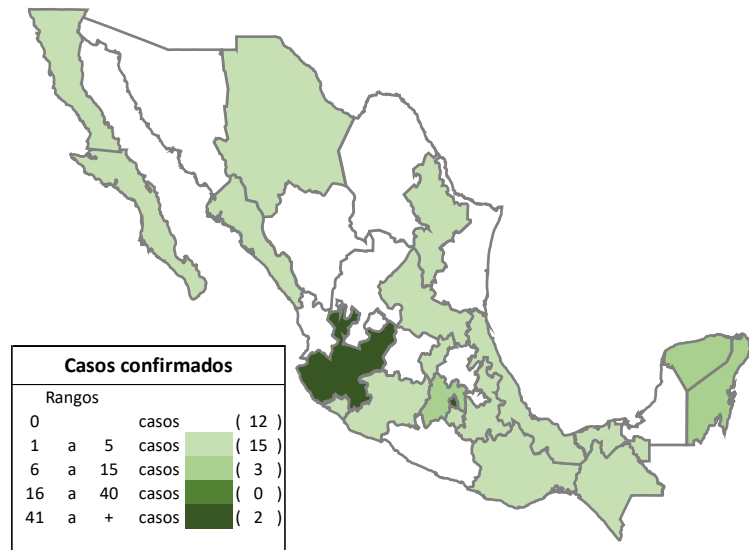 Casos confirmados
Rangos
0 casos ( 12 )
1 a 5 casos ( 15 )
6 a 15 casos ( 3 )
16 a 40 casos ( 0 )
41 a + casos ( 2 )